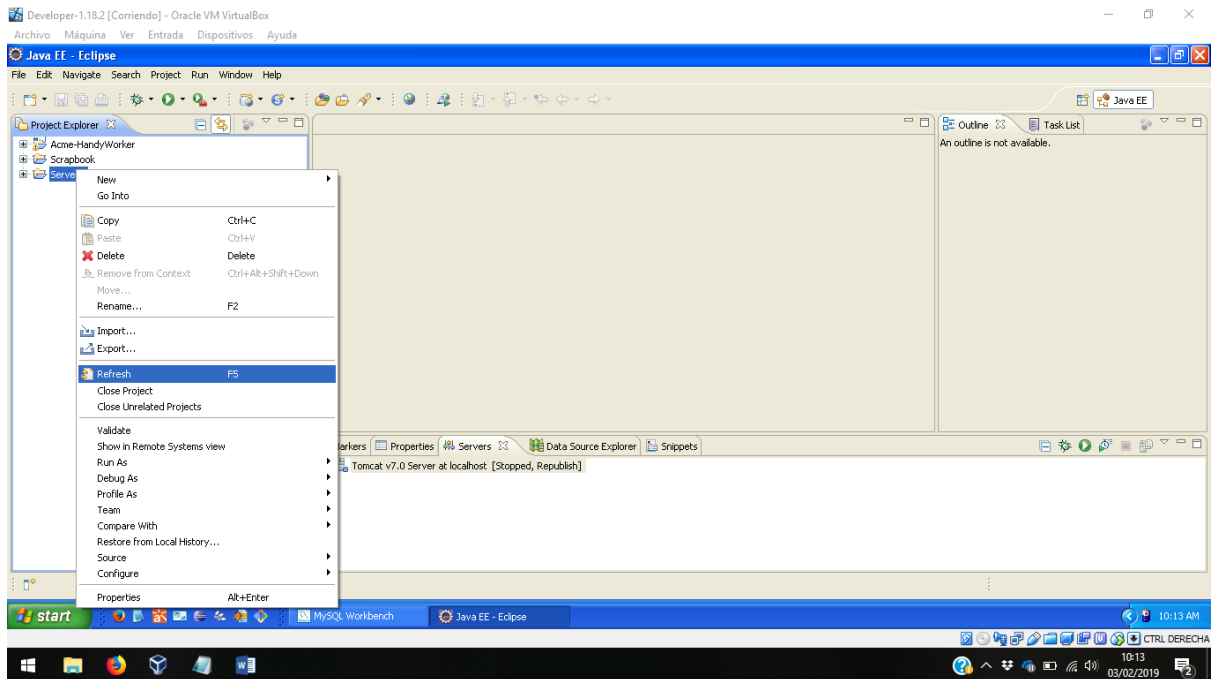 Developer-1.18.2 [Corriendo] - Oracle VM VirtualBox
Archivo Máquina Ver Entrada Dispositivos Ayuda
Java EE - Eclipse
File Edit Navigate Search Project Run Window Help
Java EE
Project Explorer
Outline Task List
Acme-HandyWorker
An outline is not available.
Scrapbook
Serve
New
Go Into
Copy Ctrl+C
Paste Ctrl+V
Delete Delete
Remove from Context Ctrl+Alt+Shift+Down
Move...
Rename... F2
Import...
Export...
Refresh F5
Close Project
Close Unrelated Projects
Validate
Show in Remote Systems view
Run As
Debug As
Profile As
Team
Compare With
Restore from Local History...
Source
Configure
Properties Alt+Enter
arkers Properties Servers Data Source Explorer Snippets
Tomcat v7.0 Server at localhost [Stopped, Republish]
start MySQL Workbench Java EE - Eclipse 10:13 AM
CTRL DERECHA
10:13
03/02/2019
2